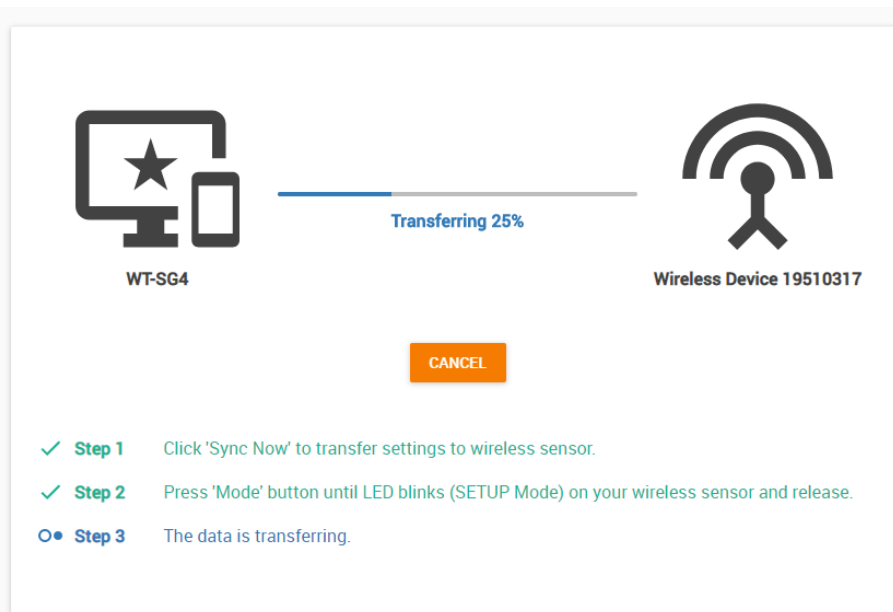 Transferring 25%
WT-SG4
Wireless Device 19510317
CANCEL
Step 1 Click 'Sync Now' to transfer settings to wireless sensor.
Step 2 Press 'Mode' button until LED blinks (SETUP Mode) on your wireless sensor and release.
Step 3 The data is transferring.